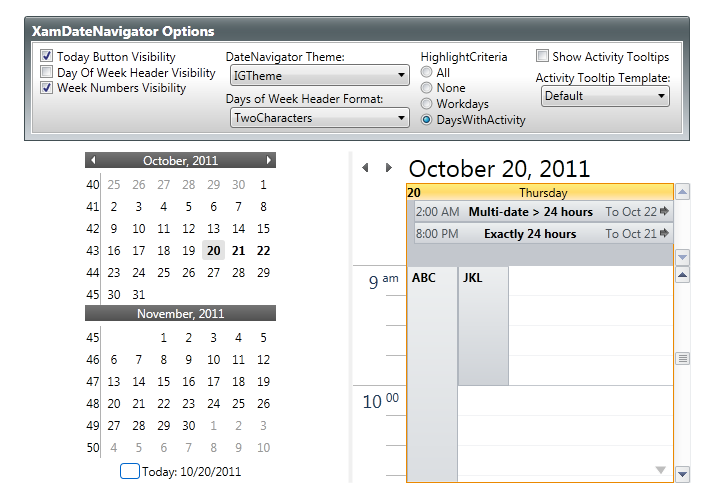 XamDateNavigator Options
Today Button Visibility
Day Of Week Header Visibility
Week Numbers Visibility
DateNavigator Theme:
IGTheme
Days of Week Header Format:
TwoCharacters
HighlightCriteria
All
None
Workdays
DaysWithActivity
Show Activity Tooltips
Activity Tooltip Template:
Default
October, 2011
40 25 26 27 28 29 30 1
41 2 3 4 5 6 7 8
42 9 10 11 12 13 14 15
43 16 17 18 19 20 21 22
44 23 24 25 26 27 28 29
45 30 31
November, 2011
45 1 2 3 4 5
46 6 7 8 9 10 11 12
47 13 14 15 16 17 18 19
48 20 21 22 23 24 25 26
49 27 28 29 30 1 2 3
50 4 5 6 7 8 9 10
Today: 10/20/2011
October 20, 2011
20 Thursday
2:00 AM Multi-date > 24 hours To Oct 22
8:00 PM Exactly 24 hours To Oct 21
9 am
ABC JKL
10 00